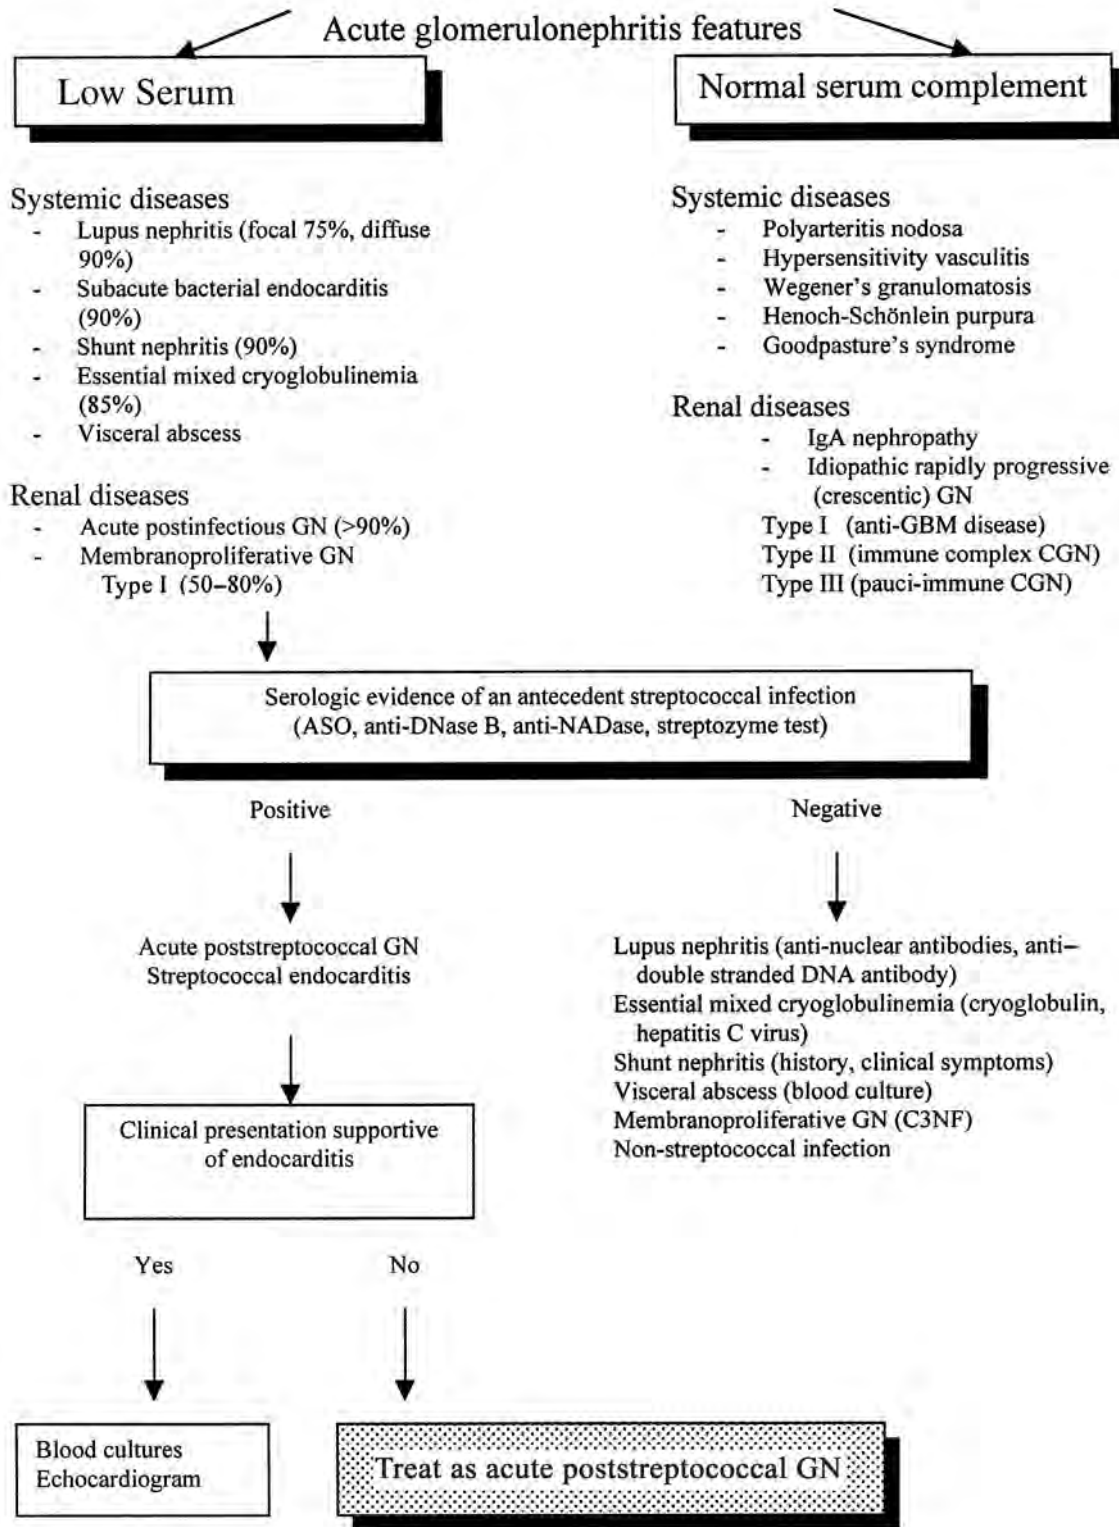 Acute glomerulonephritis features
Low Serum
Normal serum complement
Systemic diseases
- Lupus nephritis (focal 75%, diffuse
90%)
- Subacute bacterial endocarditis
(90%)
- Shunt nephritis (90%)
- Essential mixed cryoglobulinemia
(85%)
- Visceral abscess
Renal diseases
- Acute postinfectious GN (>90%)
- Membranoproliferative GN
Type I (50–80%)
Systemic diseases
- Polyarteritis nodosa
- Hypersensitivity vasculitis
- Wegener's granulomatosis
- Henoch-Schönlein purpura
- Goodpasture's syndrome
Renal diseases
- IgA nephropathy
- Idiopathic rapidly progressive
(crescentic) GN
Type I (anti-GBM disease)
Type II (immune complex CGN)
Type III (pauci-immune CGN)
Serologic evidence of an antecedent streptococcal infection
(ASO, anti-DNase B, anti-NADase, streptozyme test)
Positive
Negative
Acute poststreptococcal GN
Streptococcal endocarditis
Lupus nephritis (anti-nuclear antibodies, anti–
double stranded DNA antibody)
Essential mixed cryoglobulinemia (cryoglobulin,
hepatitis C virus)
Shunt nephritis (history, clinical symptoms)
Visceral abscess (blood culture)
Membranoproliferative GN (C3NF)
Non-streptococcal infection
Clinical presentation supportive
of endocarditis
Yes
No
Blood cultures
Echocardiogram
Treat as acute poststreptococcal GN